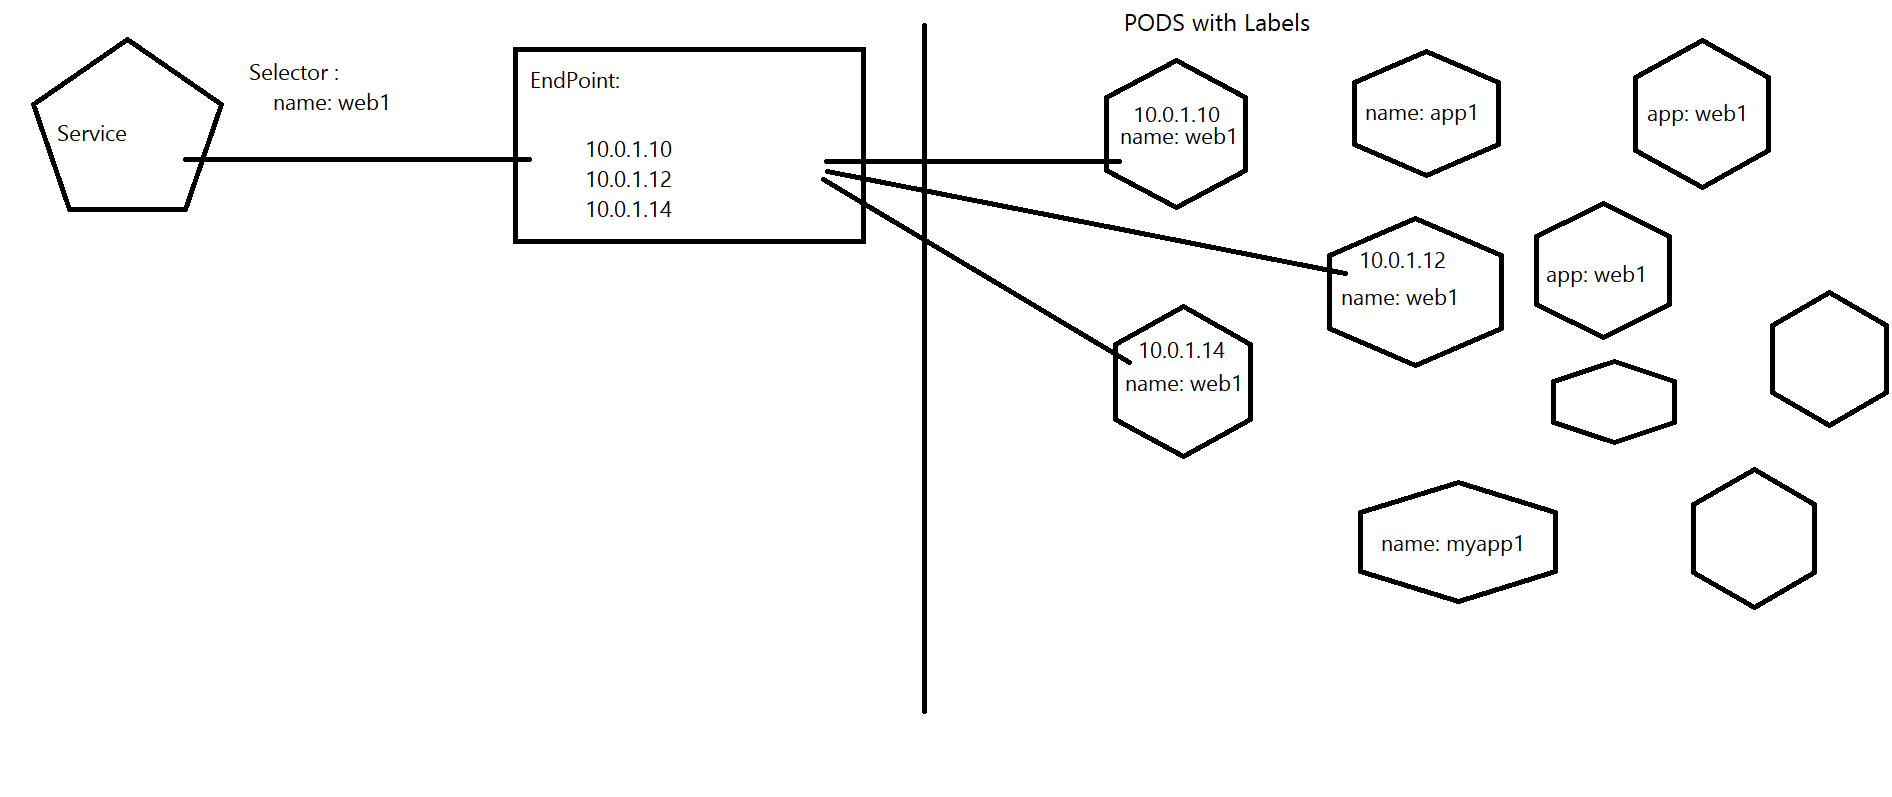 PODS with Labels
Service
Selector :
name: web1
EndPoint:
10.0.1.10
10.0.1.12
10.0.1.14
10.0.1.10
name: web1
name: app1
app: web1
10.0.1.12
name: web1
app: web1
10.0.1.14
name: web1
name: myapp1